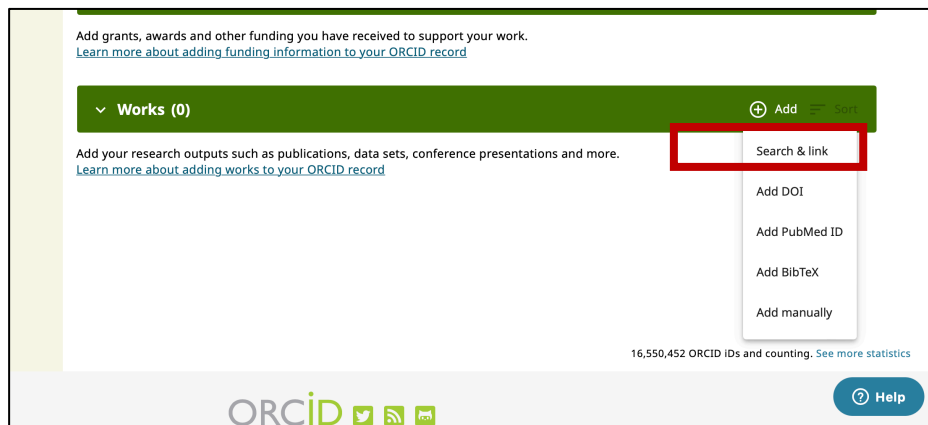 Add grants, awards and other funding you have received to support your work.
Learn more about adding funding information to your ORCID record
Works (0)
Add
Sort
Add your research outputs such as publications, data sets, conference presentations and more.
Learn more about adding works to your ORCID record
Search & link
Add DOI
Add PubMed ID
Add BibTeX
Add manually
16,550,452 ORCID iDs and counting. See more statistics
ORCiD
Help